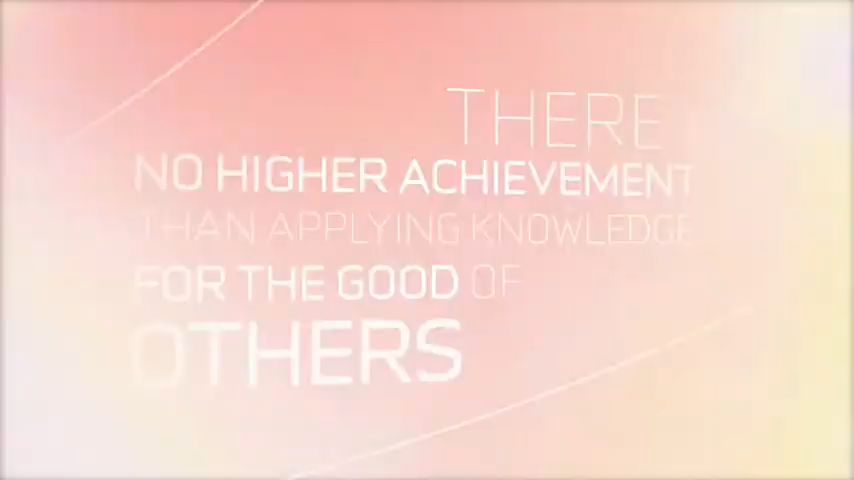 THERE
NO HIGHER ACHIEVEMENT
THAN APPLYING KNOWLEDGE
FOR THE GOOD OF
OTHERS